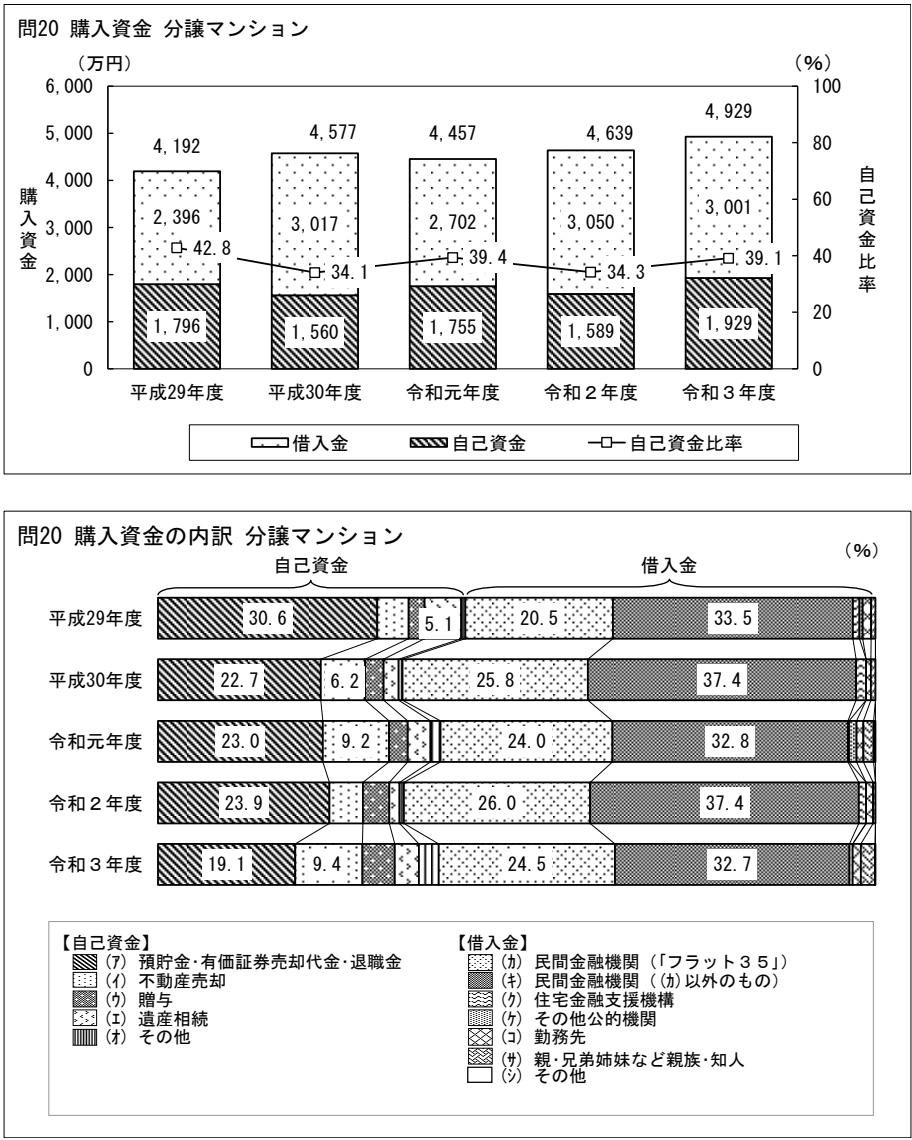 問20 購入資金 分譲マンション
(万円)
(%)
6,000
5,000
4,000
3,000
2,000
1,000
0
購入資金
100
80
60
40
20
0
自己資金比率
4,192
4,577
4,457
4,639
4,929
2,396
3,017
2,702
3,050
3,001
42.8
34.1
39.4
34.3
39.1
1,796
1,560
1,755
1,589
1,929
平成29年度
平成30年度
令和元年度
令和2年度
令和3年度
借入金
自己資金
自己資金比率
問20 購入資金の内訳 分譲マンション
(%)
自己資金
借入金
平成29年度 30.6 5.1 20.5 33.5
平成30年度 22.7 6.2 25.8 37.4
令和元年度 23.0 9.2 24.0 32.8
令和2年度 23.9 26.0 37.4
令和3年度 19.1 9.4 24.5 32.7
【自己資金】
(ア) 預貯金・有価証券売却代金・退職金
(イ) 不動産売却
(ウ) 贈与
(エ) 遺産相続
(オ) その他
【借入金】
(カ) 民間金融機関(「フラット35」)
(キ) 民間金融機関((カ)以外のもの)
(ク) 住宅金融支援機構
(ケ) その他公的機関
(コ) 勤務先
(サ) 親・兄弟姉妹など親族・知人
(シ) その他